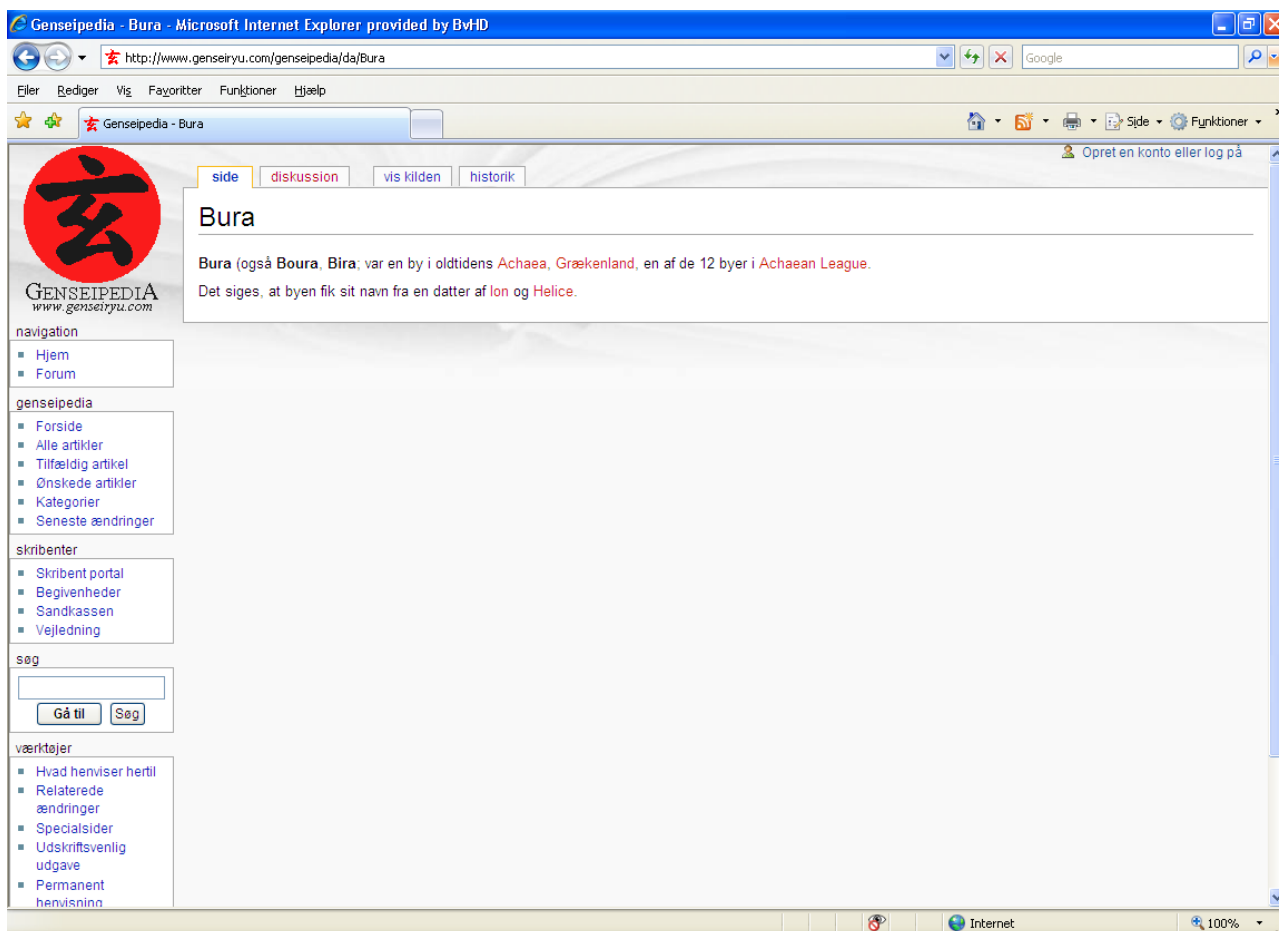 Genseipedia - Bura - Microsoft Internet Explorer provided by BvHD
http://www.genseiryu.com/genseipedia/da/Bura
Google
Filer Rediger Vis Favoritter Funktioner Hjælp
Genseipedia - Bura
Side
Funktioner
Opret en konto eller log på
side
diskussion
vis kilden
historik
玄
GENSEIPEDIA
www.genseiryu.com
Bura
Bura (også Boura, Bira; var en by i oldtidens Achaea, Grækenland, en af de 12 byer i Achaean League.
Det siges, at byen fik sit navn fra en datter af Ion og Helice.
navigation
Hjem
Forum
genseipedia
Forside
Alle artikler
Tilfældig artikel
Ønskede artikler
Kategorier
Seneste ændringer
skribenter
Skribent portal
Begivenheder
Sandkassen
Vejledning
søg
Gå til
Søg
værktøjer
Hvad henviser hertil
Relaterede
ændringer
Specialsider
Udskriftsvenlig
udgave
Permanent
henvisning
Internet
100%